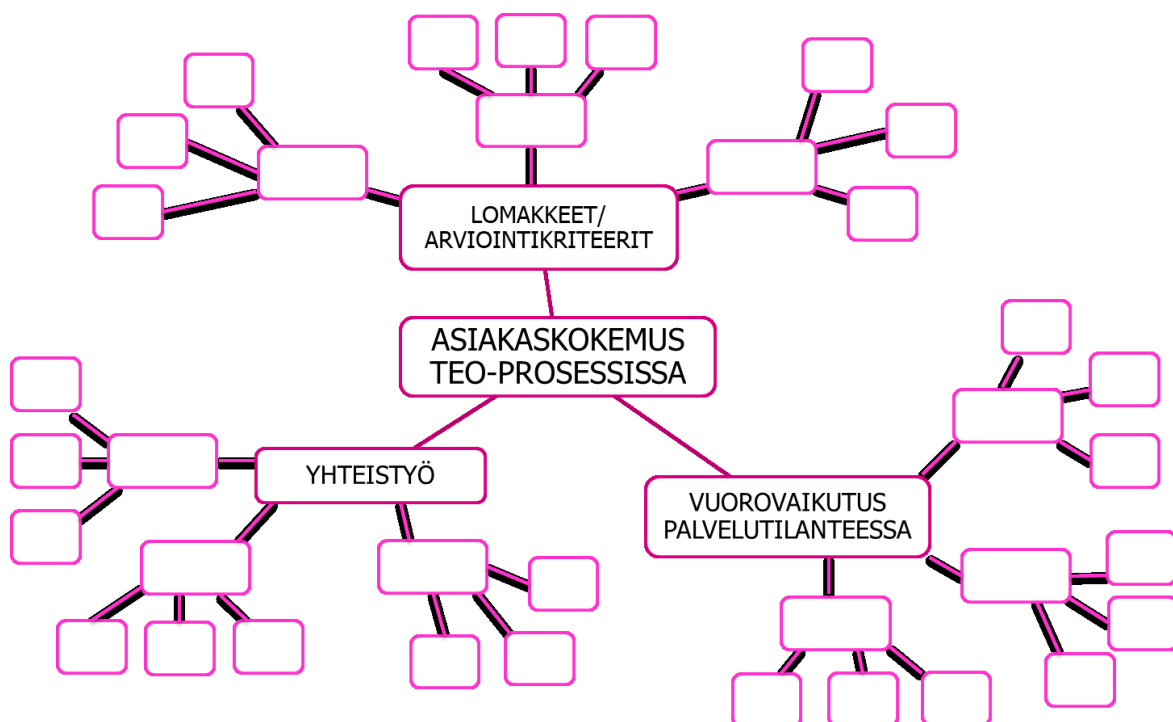 LOMAKKEET/
ARVIOINTIKRITEERIT
ASIAKASKOKEMUS
TEO-PROSESSISSA
YHTEISTYÖ
VUOROVAIKUTUS
PALVELUTILANTEESSA